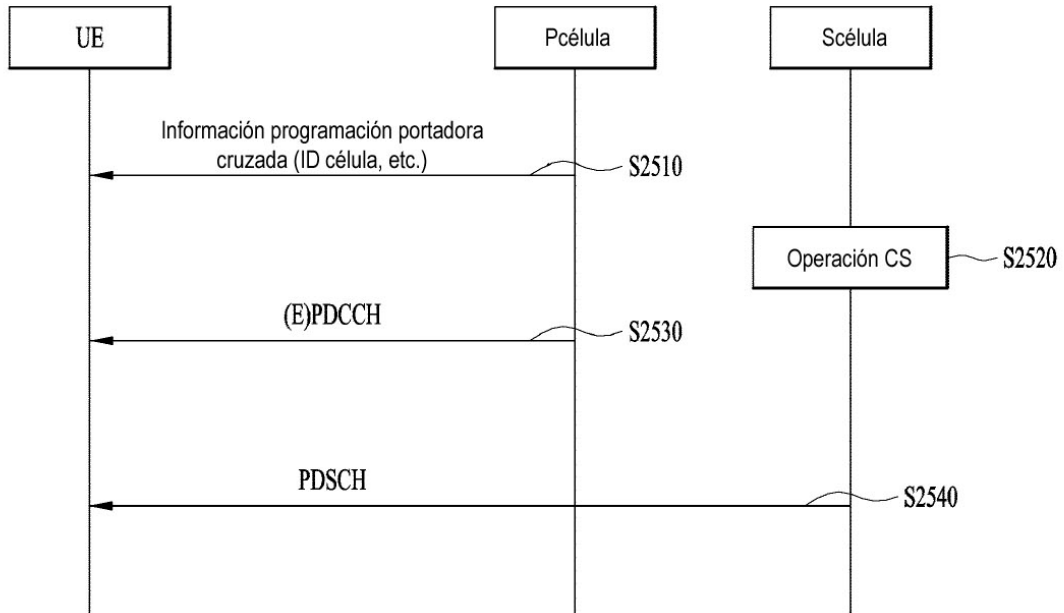 UE
Pcélula
Scélula
Información programación portadora
cruzada (ID célula, etc.)
S2510
Operación CS
S2520
(E)PDCCH
S2530
PDSCH
S2540